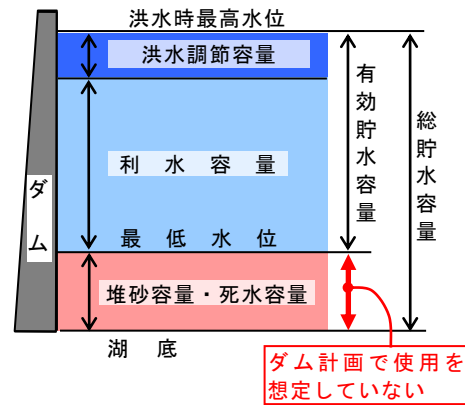 洪水時最高水位
洪水調節容量
利水容量
最低水位
堆砂容量・死水容量
湖底
ダム
有効貯水容量
総貯水容量
ダム計画で使用を
想定していない